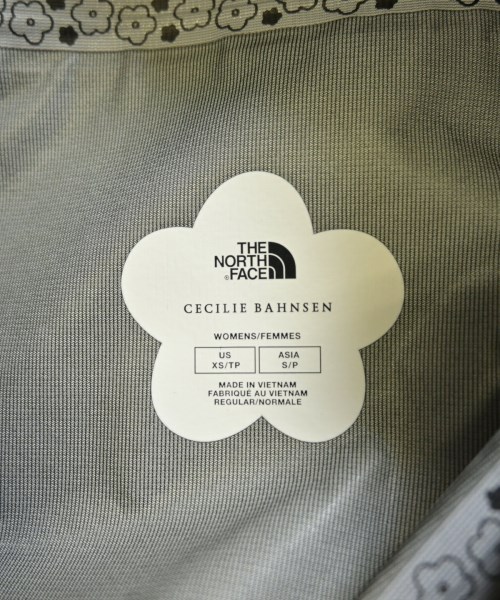 THE
NORTH
®FACE
CECILIE BAHNSEN
WOMENS/FEMMES
US ASIA
XS/TP S/P
MADE IN VIETNAM
FABRIQUÉ AU VIETNAM
REGULAR/NORMALE